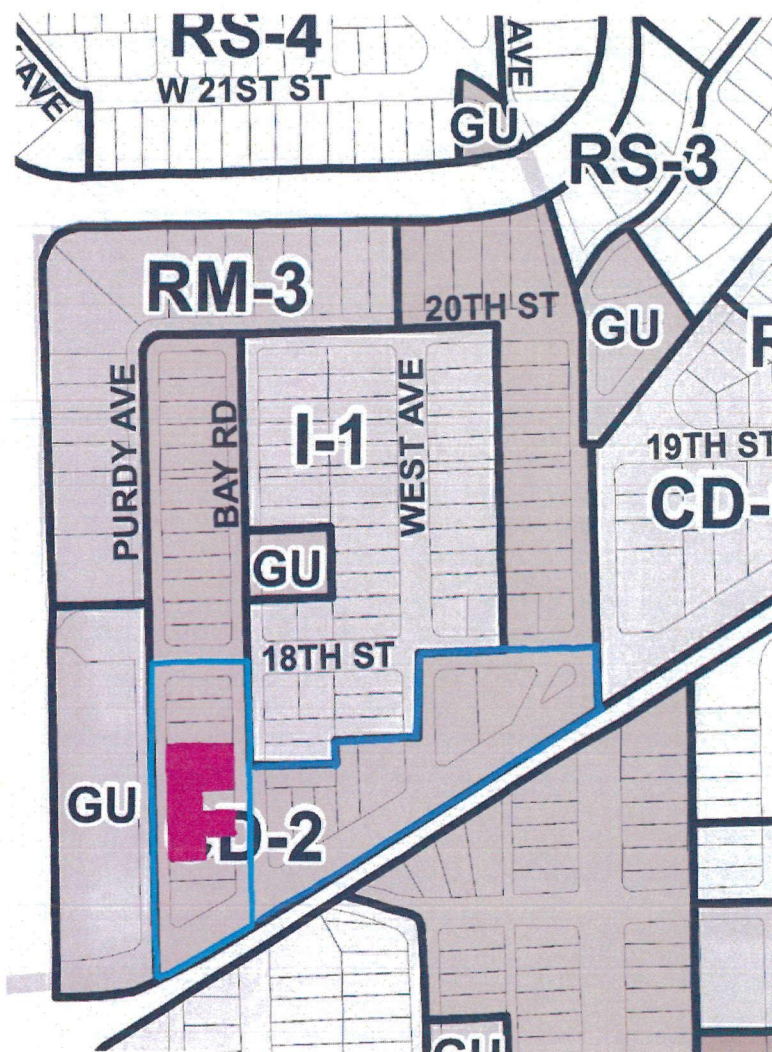 RS-4
AVE
W 21ST ST
AVE
GU
RS-3
RM-3
20TH ST
GU
R
PURDY AVE
BAY RD
I-1
WEST AVE
19TH ST
CD-
GU
18TH ST
GU
CD-2
GU